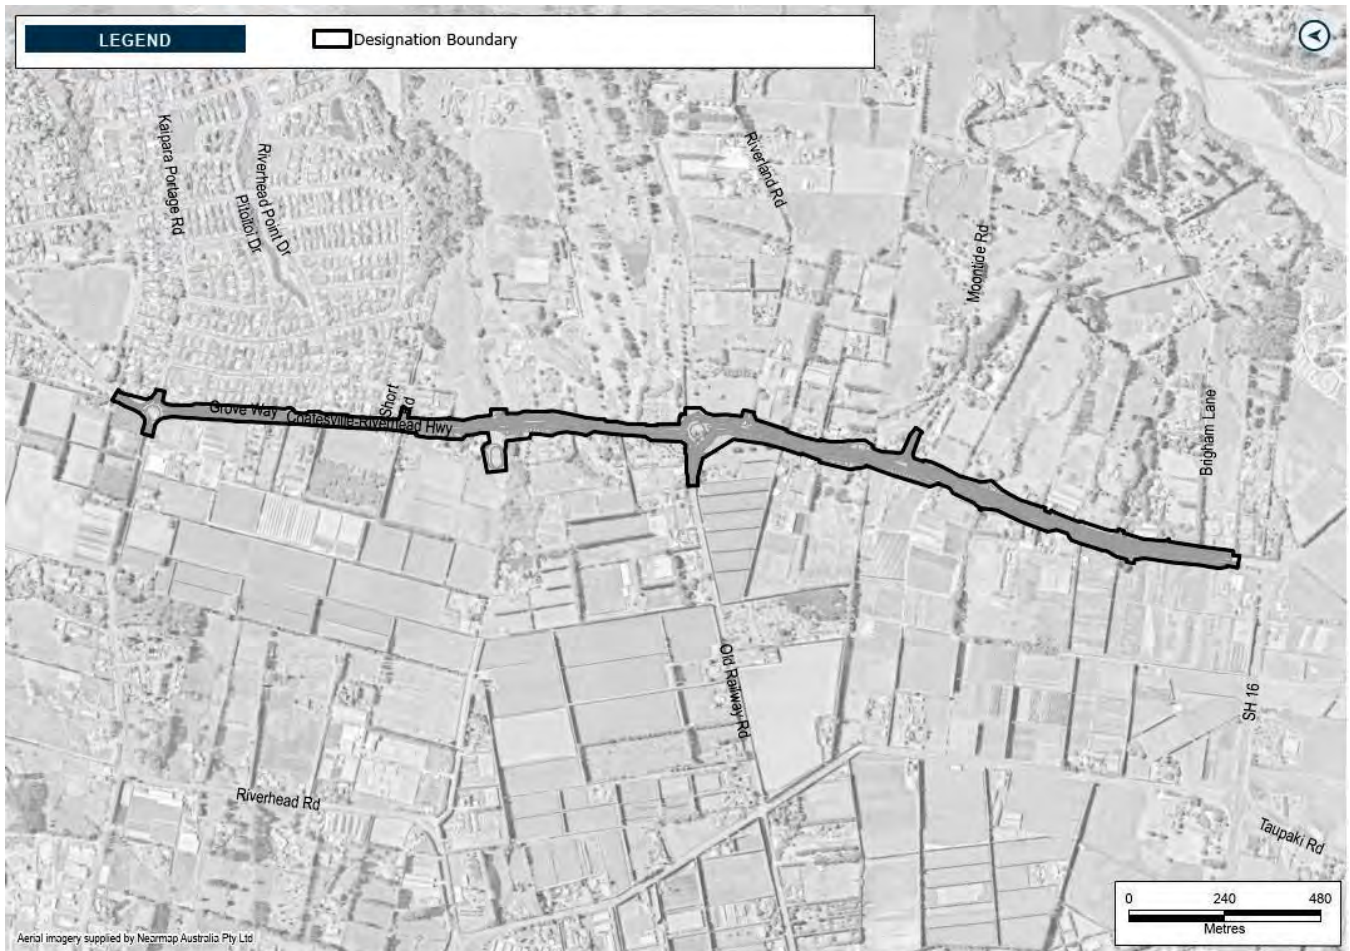 LEGEND
Designation Boundary
Kaipara Portage Rd
Riverhead Point Dr
Pitoitoi Dr
Riverland Rd
Moontide Rd
Short
Rd
Grove Way
Coatesville-Riverhead Hwy
Brigham Lane
Old Railway Rd
SH 16
Riverhead Rd
Taupaki Rd
0 240 480
Metres
Aerial imagery supplied by Nearmap Australia Pty Ltd